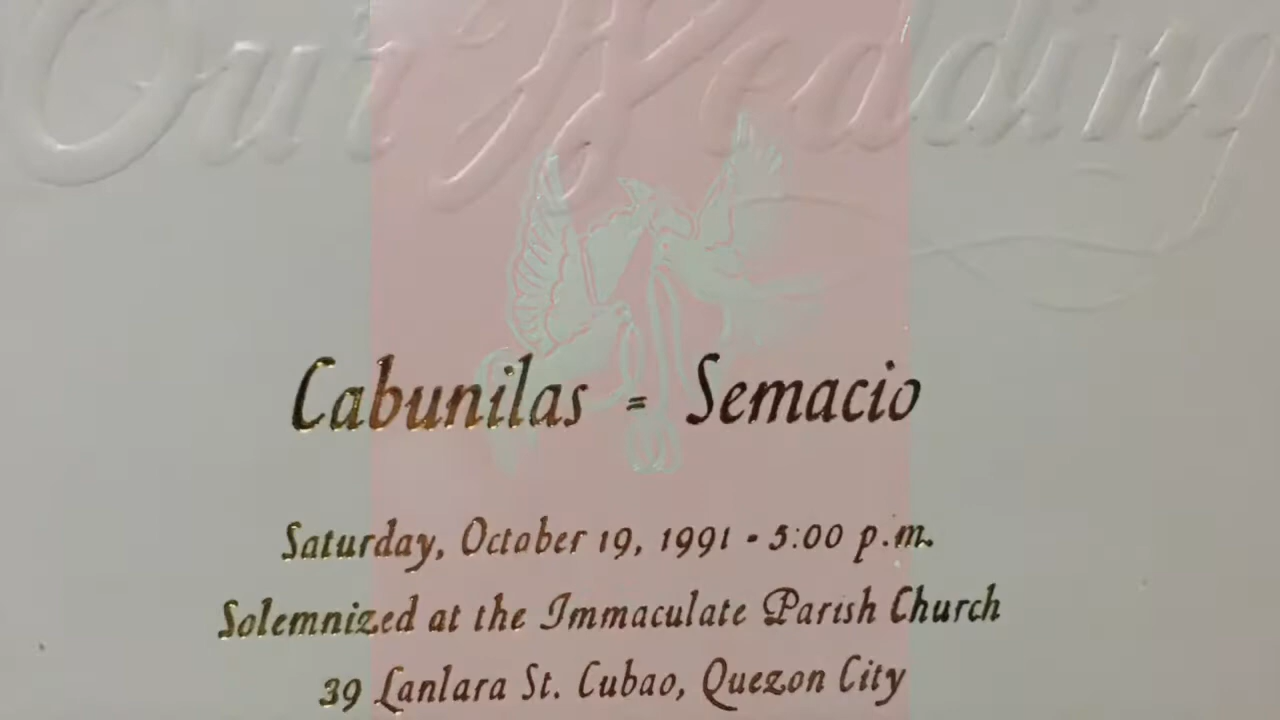 Our Wedding
Cabunilas = Semacio
Saturday, October 19, 1991 - 5:00 p.m.
Solemnized at the Immaculate Parish Church
39 Lanlara St. Cubao, Quezon City